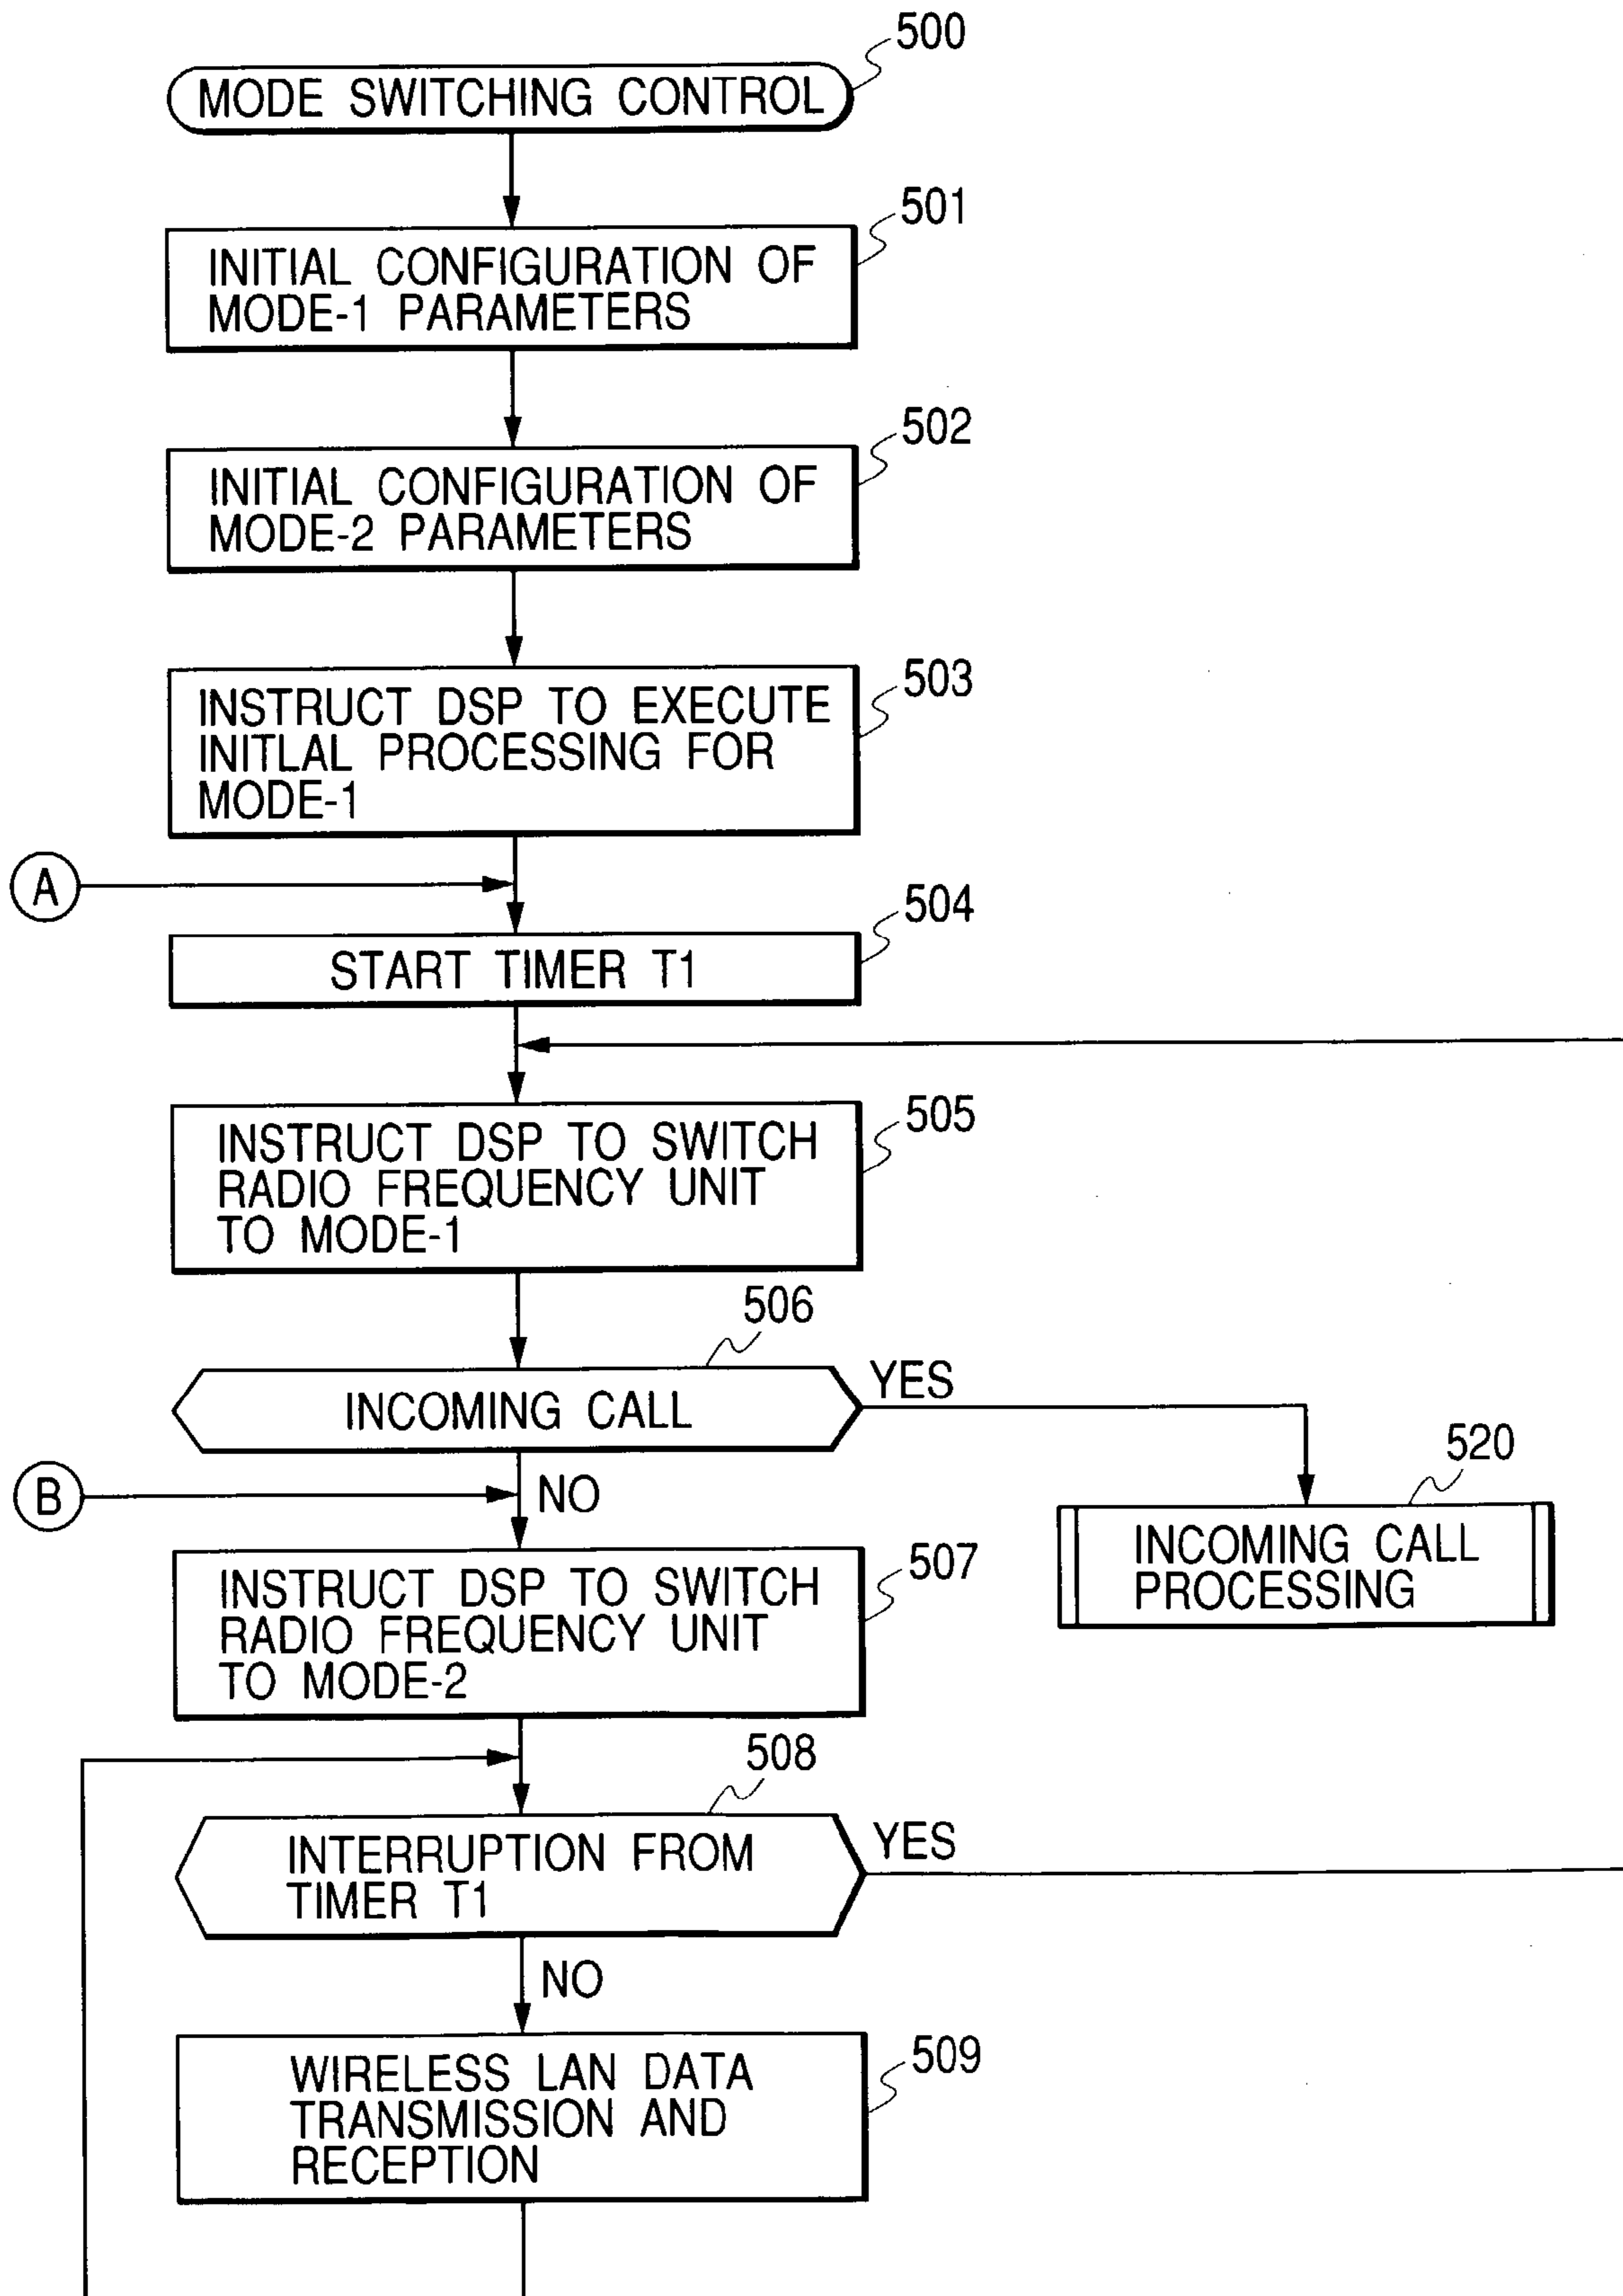 500
MODE SWITCHING CONTROL
501
INITIAL CONFIGURATION OF
MODE-1 PARAMETERS
502
INITIAL CONFIGURATION OF
MODE-2 PARAMETERS
503
INSTRUCT DSP TO EXECUTE
INITLAL PROCESSING FOR
MODE-1
A
504
START TIMER T1
505
INSTRUCT DSP TO SWITCH
RADIO FREQUENCY UNIT
TO MODE-1
506
INCOMING CALL
YES
520
INCOMING CALL
PROCESSING
B
NO
507
INSTRUCT DSP TO SWITCH
RADIO FREQUENCY UNIT
TO MODE-2
508
INTERRUPTION FROM
TIMER T1
YES
NO
509
WIRELESS LAN DATA
TRANSMISSION AND
RECEPTION